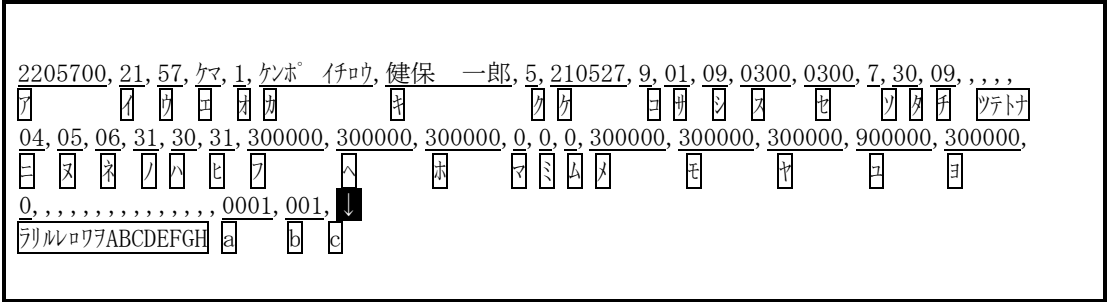 2205700,21,57,ｹﾏ,1,ｹﾝﾎﾟ ｲﾁﾛｳ,健保　一郎,5,210527,9,01,09,0300,0300,7,30,09,,,,,
ア イ ウ エ オ カ キ ク ケ コ サ シ ス セ ソ タ チ ツテトナ
04,05,06,31,30,31,300000,300000,300000,0,0,0,300000,300000,300000,900000,300000,
ニ ヌ ネ ノ ハ ヒ フ ヘ ホ マ ミ ム メ モ ヤ ユ ヨ
0,,,,,,,,,,,,,,,0001,001,↓
ラリルレロワヲABCDEFGH a b c